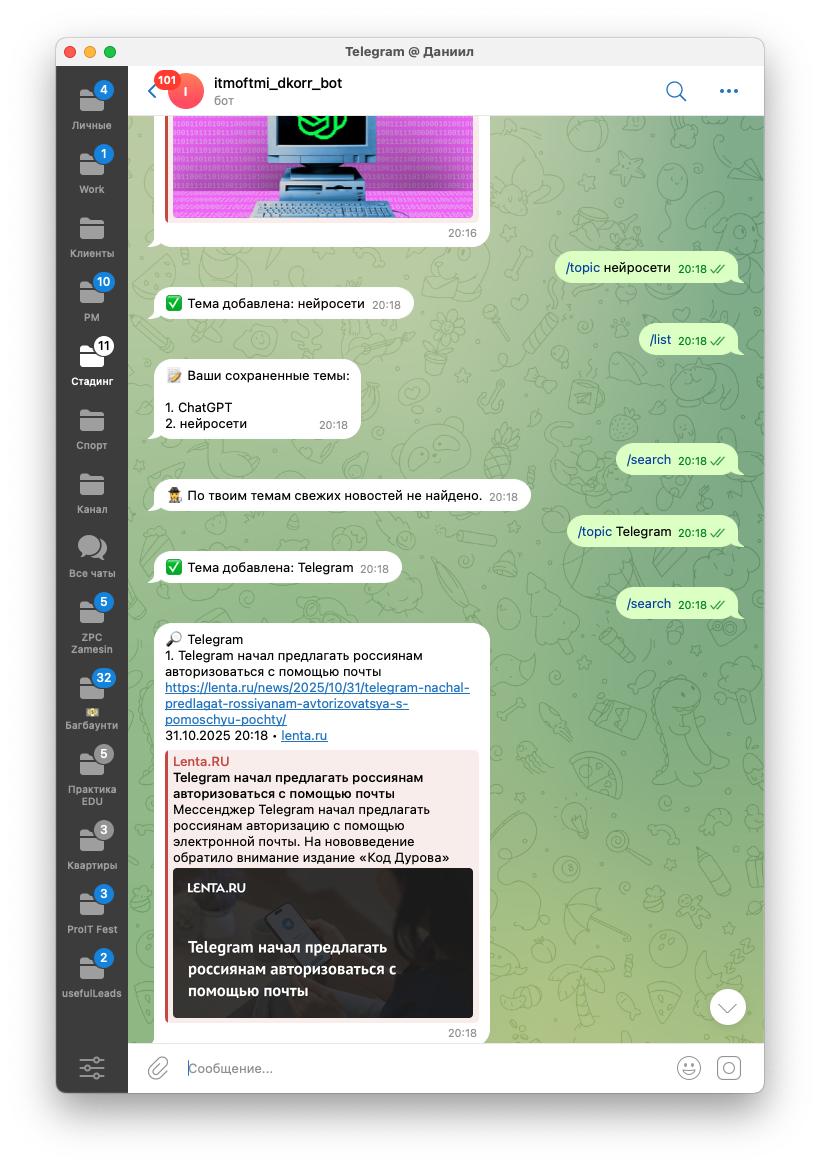 Telegram @ Даниил
4
Личные
1
Work
Клиенты
10
PM
11
Стадинг
Спорт
Канал
Все чаты
5
ZPC
Zamesin
32
Багбаунти
5
Практика
EDU
3
Квартиры
3
ProIT Fest
2
usefulLeads
101
I
itmoftmi_dkorr_bot
бот
20:16
/topic нейросети 20:18
Тема добавлена: нейросети 20:18
/list 20:18
Ваши сохраненные темы:
1. ChatGPT
2. нейросети 20:18
/search 20:18
По твоим темам свежих новостей не найдено. 20:18
/topic Telegram 20:18
Тема добавлена: Telegram 20:18
/search 20:18
Telegram
1. Telegram начал предлагать россиянам
авторизоваться с помощью почты
https://lenta.ru/news/2025/10/31/telegram-nachal-
predlagat-rossiyanam-avtorizovatsya-s-
pomoschyu-pochty/
31.10.2025 20:18 • lenta.ru
Lenta.RU
Telegram начал предлагать россиянам
авторизоваться с помощью почты
Мессенджер Telegram начал предлагать
россиянам авторизацию с помощью
электронной почты. На нововведение
обратило внимание издание «Код Дурова»
LENTA.RU
Telegram начал предлагать
россиянам авторизоваться с
помощью почты
20:18
Сообщение...